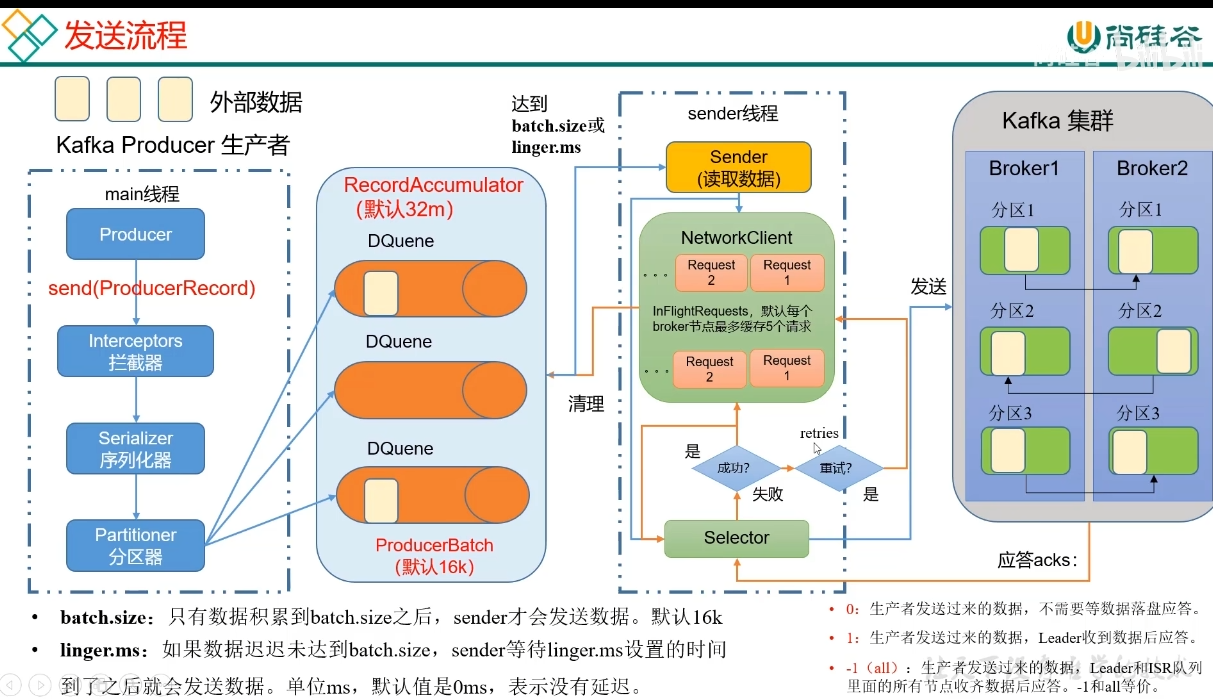 发送流程
尚硅谷
外部数据
Kafka Producer 生产者
main线程
Producer
send(ProducerRecord)
Interceptors
拦截器
Serializer
序列化器
Partitioner
分区器
RecordAccumulator
(默认32m)
DQuene
DQuene
DQuene
ProducerBatch
(默认16k)
达到
batch.size或
linger.ms
清理
sender线程
Sender
(读取数据)
NetworkClient
... Request 2
Request 1
InFlightRequests，默认每个
broker节点最多缓存5个请求
... Request 2
Request 1
retries
是
成功?
重试?
失败
是
Selector
发送
Kafka 集群
Broker1
Broker2
分区1
分区1
分区2
分区2
分区3
分区3
应答acks：
• batch.size：只有数据积累到batch.size之后，sender才会发送数据。默认16k
• linger.ms：如果数据迟迟未达到batch.size，sender等待linger.ms设置的时间
到了之后就会发送数据。单位ms，默认值是0ms，表示没有延迟。
• 0：生产者发送过来的数据，不需要等数据落盘应答。
• 1：生产者发送过来的数据，Leader收到数据后应答。
• -1（all）：生产者发送过来的数据，Leader和ISR队列
里面的所有节点收齐数据后应答。-1和all等价。